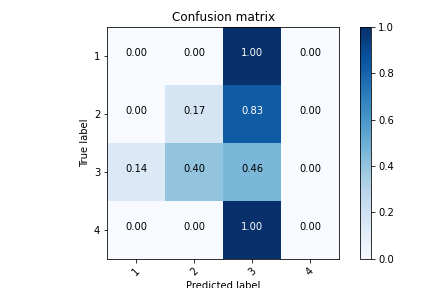 Confusion matrix
1.0
1 0.00 0.00 1.00 0.00
0.8
2 0.00 0.17 0.83 0.00
0.6
True label
3 0.14 0.40 0.46 0.00
0.4
4 0.00 0.00 1.00 0.00
0.2
0.0
1 2 3 4
Predicted label